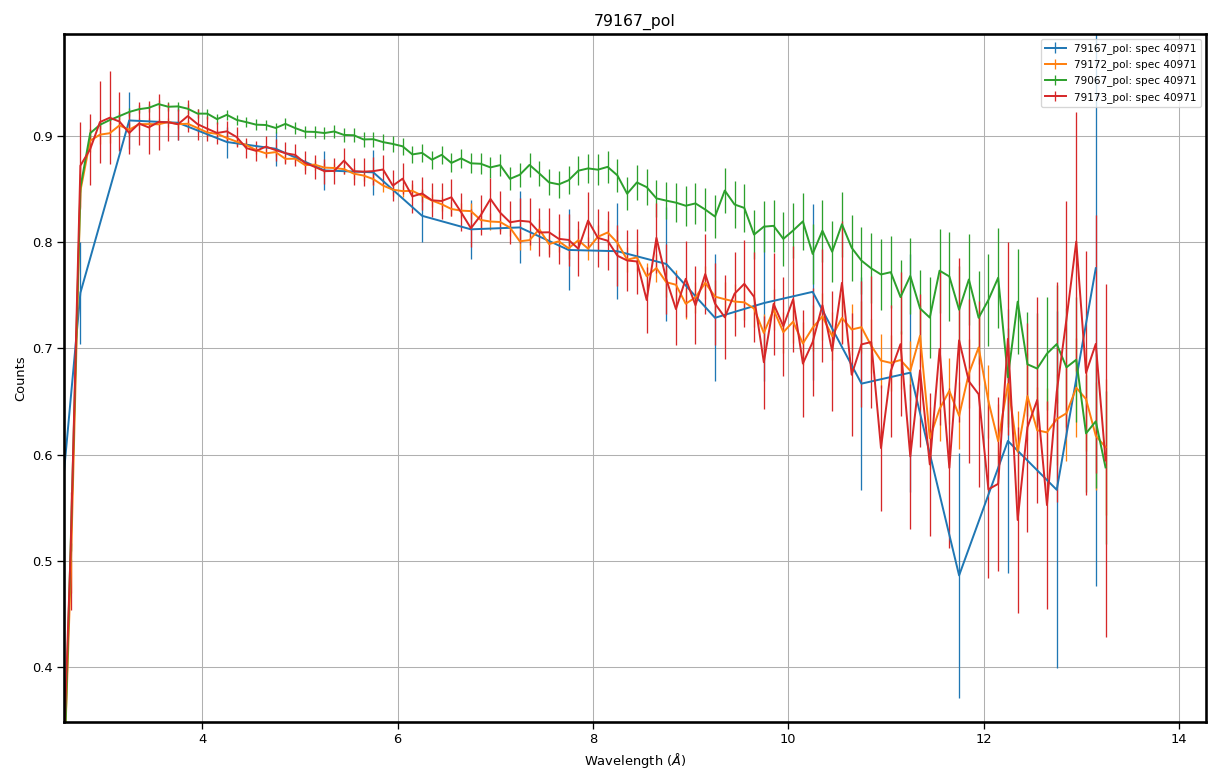 79167_pol
79167_pol: spec 40971
79172_pol: spec 40971
79067_pol: spec 40971
79173_pol: spec 40971
Counts
0.9
0.8
0.7
0.6
0.5
0.4
4 6 8 10 12 14
Wavelength (Å)